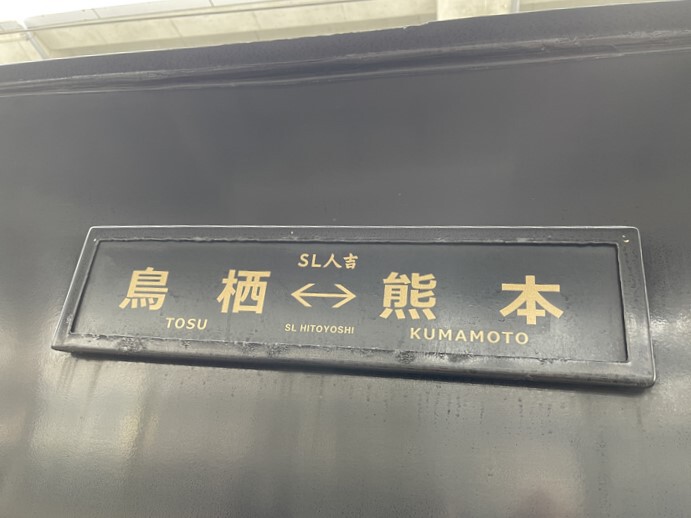 SL人吉
鳥栖 ↔ 熊本
TOSU SL HITOYOSHI KUMAMOTO